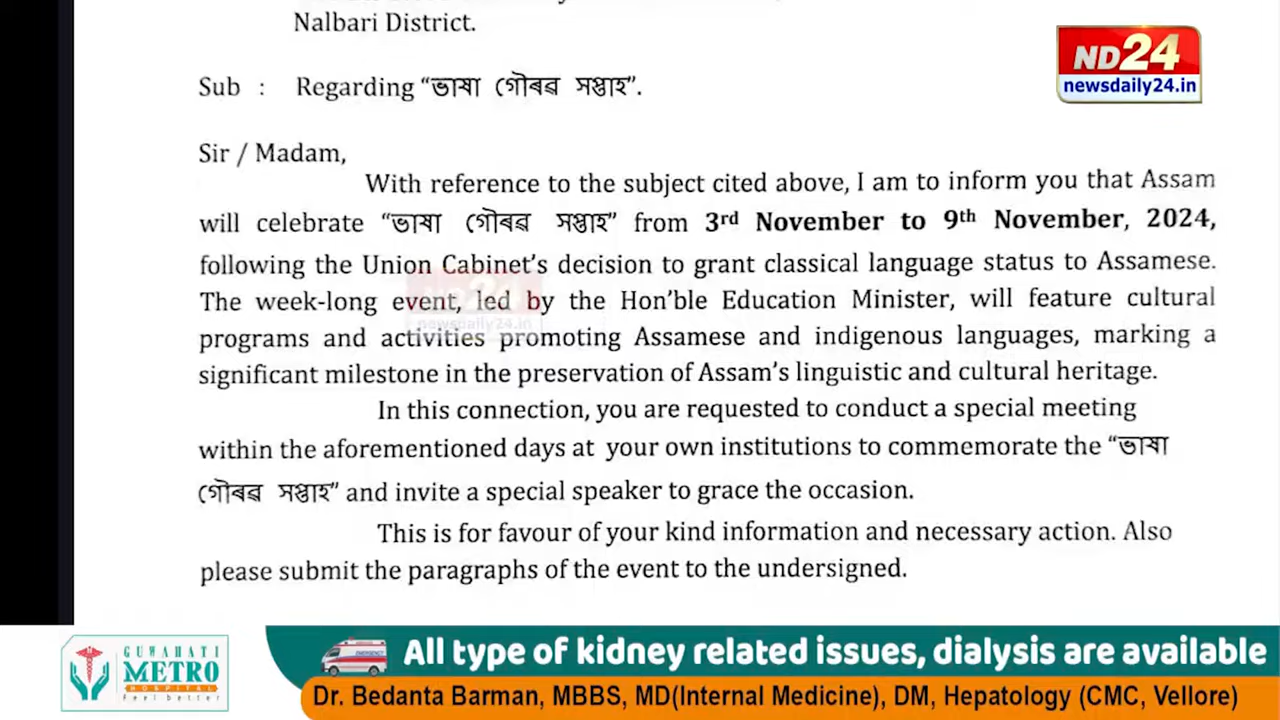 Nalbari District.
ND24
newsdaily24.in
Sub : Regarding “ভাষা গৌৰৱ সপ্তাহ”.
Sir / Madam,
With reference to the subject cited above, I am to inform you that Assam
will celebrate “ভাষা গৌৰৱ সপ্তাহ” from 3rd November to 9th November, 2024,
following the Union Cabinet’s decision to grant classical language status to Assamese.
The week-long event, led by the Hon’ble Education Minister, will feature cultural
ND24
newsdaily24.in
programs and activities promoting Assamese and indigenous languages, marking a
significant milestone in the preservation of Assam’s linguistic and cultural heritage.
In this connection, you are requested to conduct a special meeting
within the aforementioned days at your own institutions to commemorate the “ভাষা
গৌৰৱ সপ্তাহ” and invite a special speaker to grace the occasion.
This is for favour of your kind information and necessary action. Also
please submit the paragraphs of the event to the undersigned.
GUWAHATI
METRO
HOSPITAL
Feel better
EMERGENCY
All type of kidney related issues, dialysis are available
Dr. Bedanta Barman, MBBS, MD(Internal Medicine), DM, Hepatology (CMC, Vellore)